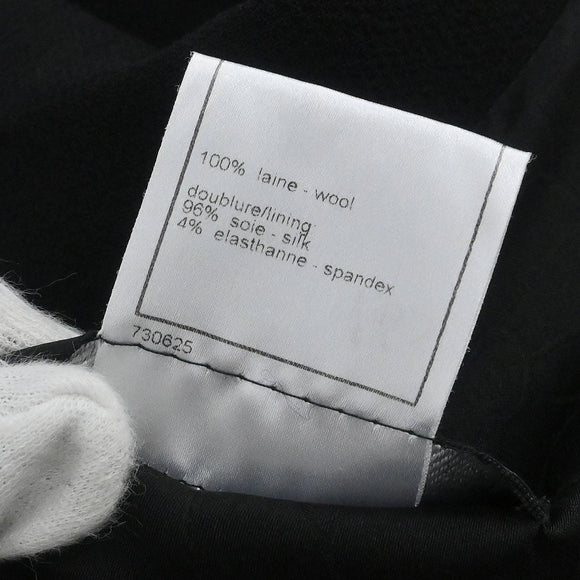 100% laine - wool
doublure/lining
96% soie - silk
4% elasthanne - spandex
730625